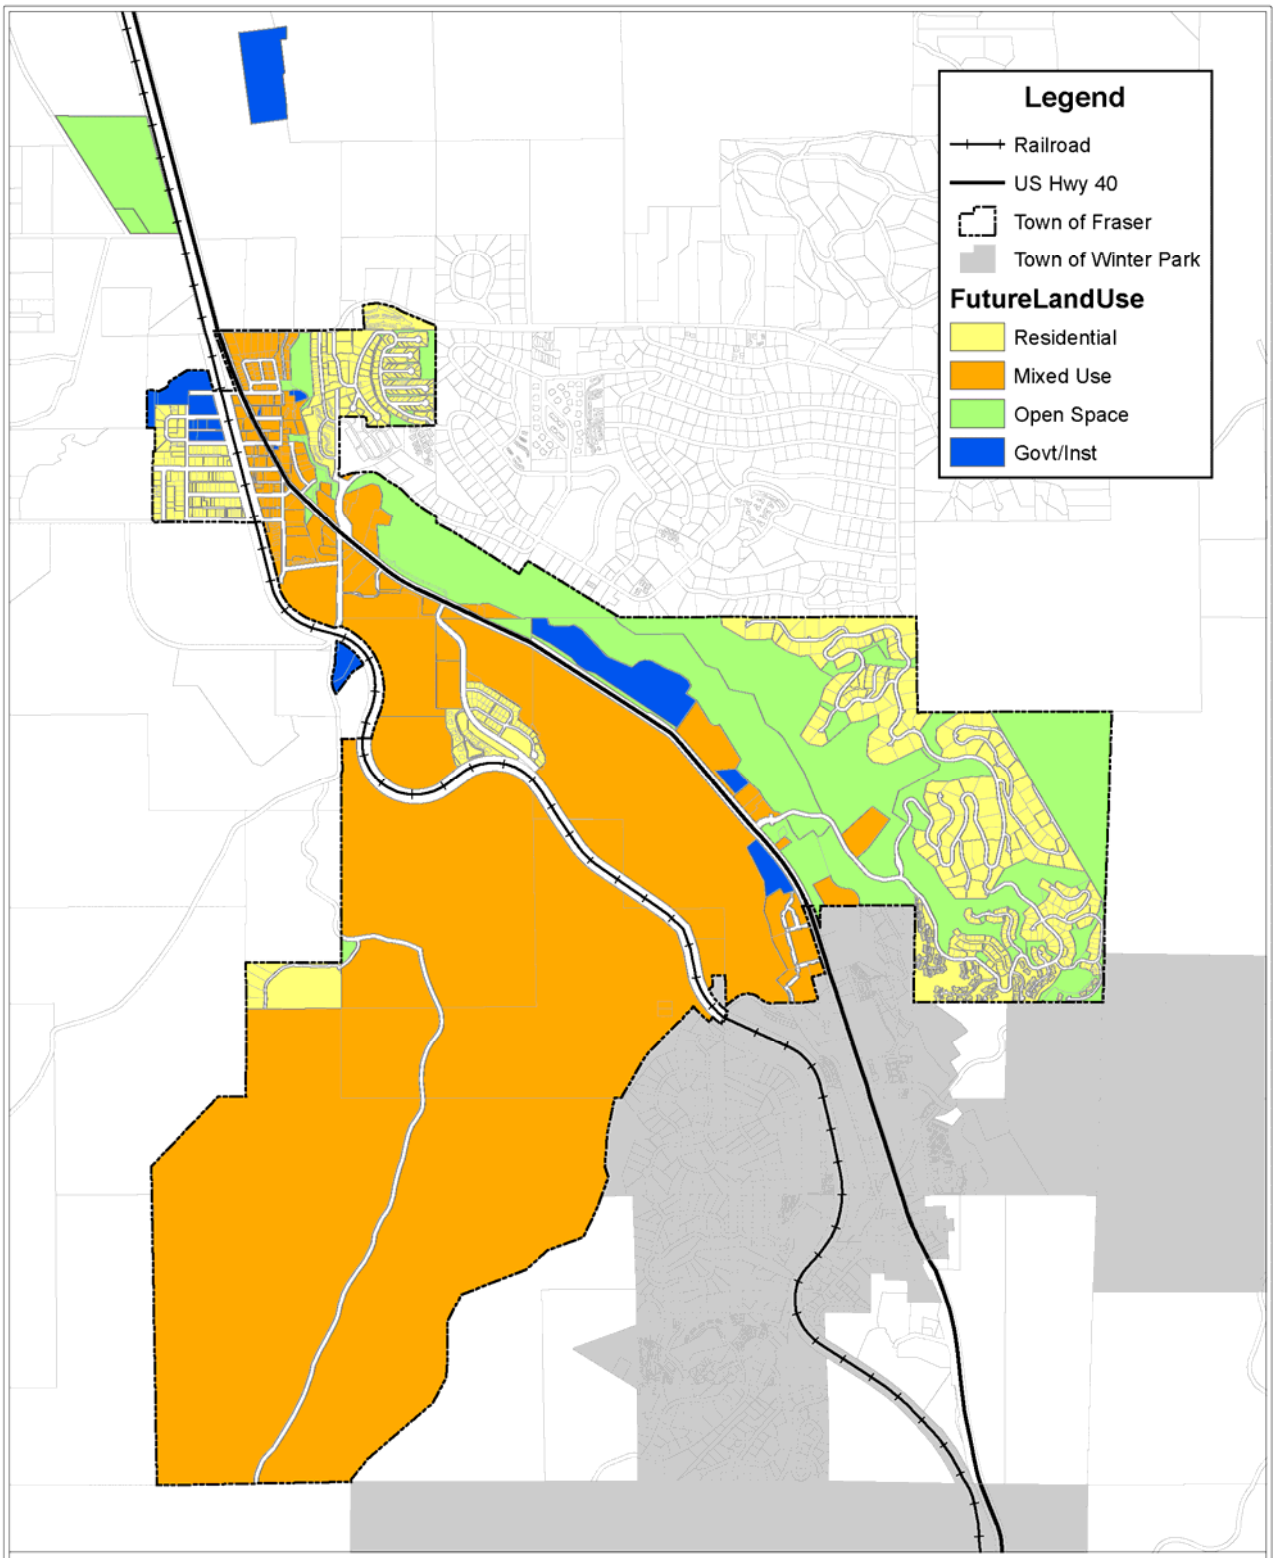 Legend
Railroad
US Hwy 40
Town of Fraser
Town of Winter Park
FutureLandUse
Residential
Mixed Use
Open Space
Govt/Inst